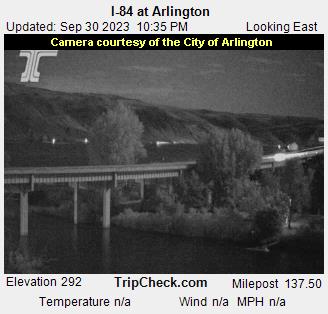 I-84 at Arlington
Updated: Sep 30 2023 10:35 PM Looking East
Camera courtesy of the City of Arlington
Elevation 292 TripCheck.com Milepost 137.50
Temperature n/a Wind n/a MPH n/a